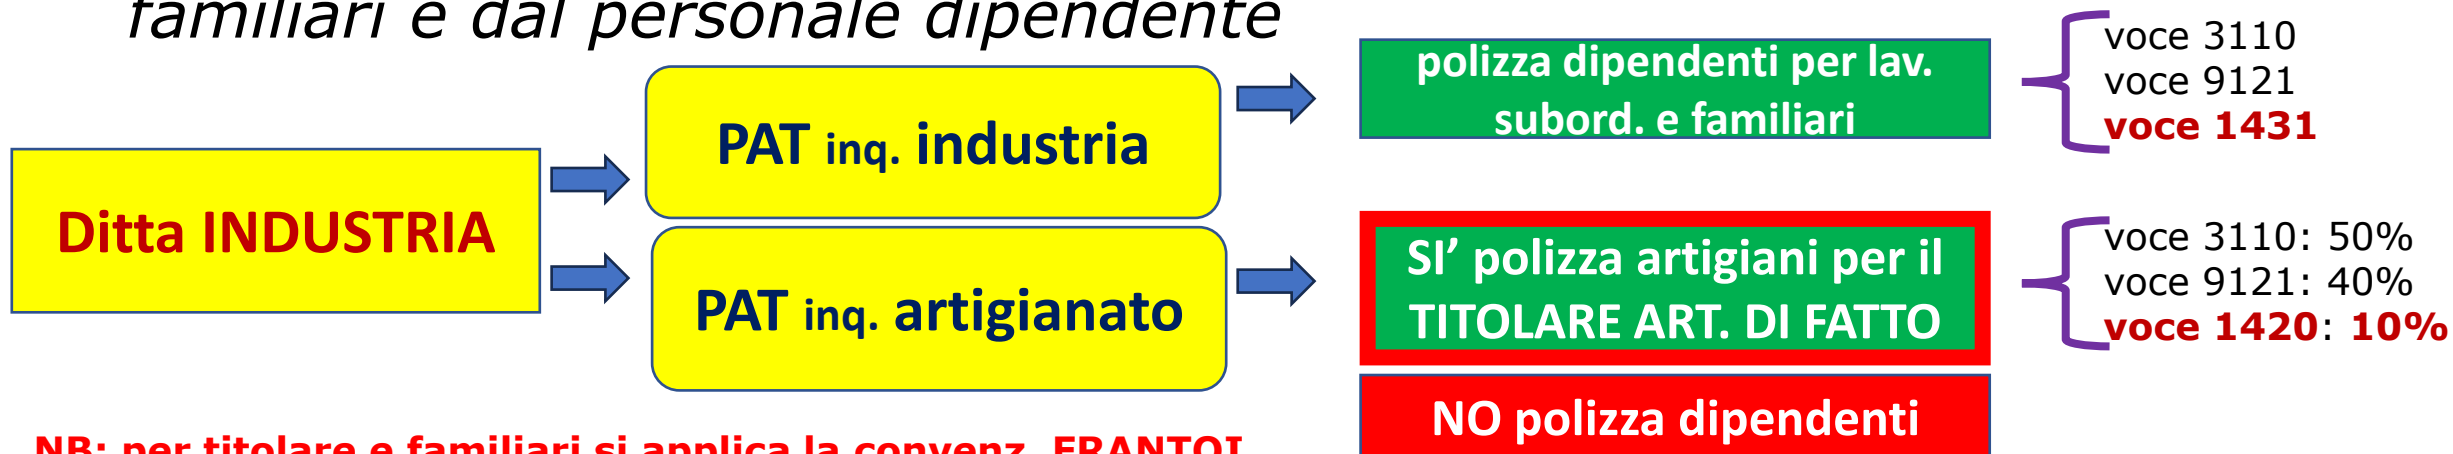 familiari e dal personale dipendente
Ditta INDUSTRIA
PAT inq. industria
polizza dipendenti per lav.
subord. e familiari
voce 3110
voce 9121
voce 1431
PAT inq. artigianato
SI’ polizza artigiani per il
TITOLARE ART. DI FATTO
voce 3110: 50%
voce 9121: 40%
voce 1420: 10%
NO polizza dipendenti
NB: per titolare e familiari si applica la convenz. FRANTOI